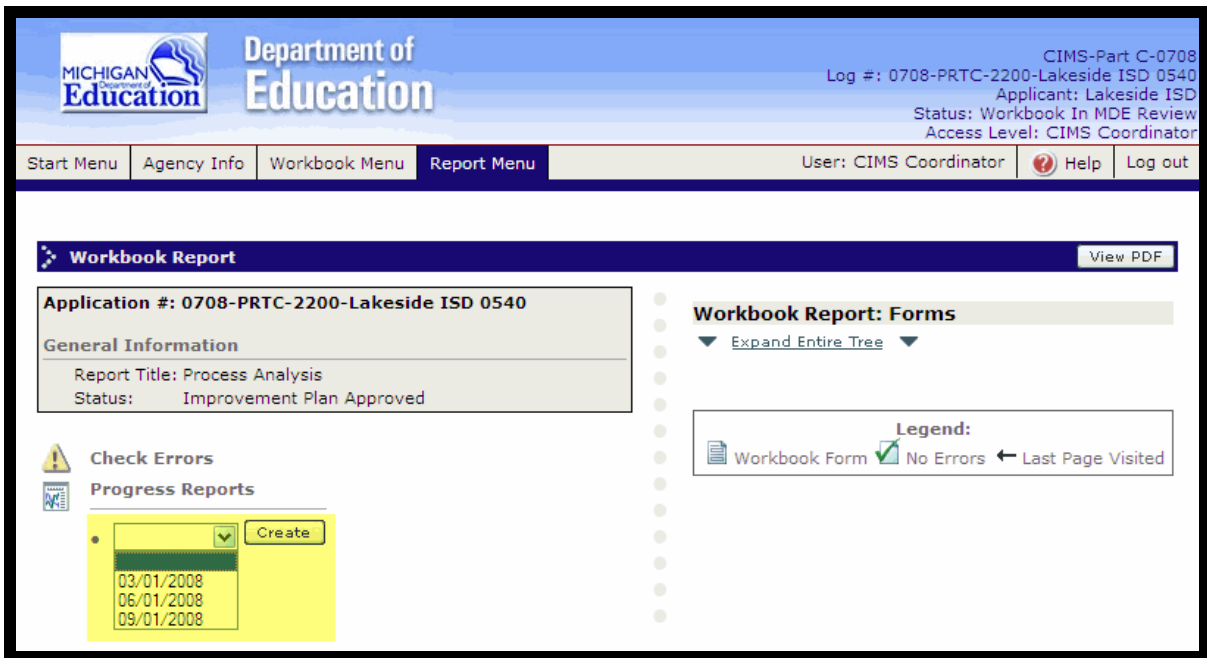 MICHIGAN
Department of
Education
Department of
Education
CIMS-Part C-0708
Log #: 0708-PRTC-2200-Lakeside ISD 0540
Applicant: Lakeside ISD
Status: Workbook In MDE Review
Access Level: CIMS Coordinator
Start Menu Agency Info Workbook Menu Report Menu User: CIMS Coordinator Help Log out
Workbook Report View PDF
Application #: 0708-PRTC-2200-Lakeside ISD 0540
General Information
Report Title: Process Analysis
Status: Improvement Plan Approved
Check Errors
Progress Reports
Create
03/01/2008
06/01/2008
09/01/2008
Workbook Report: Forms
Expand Entire Tree
Legend:
Workbook Form No Errors Last Page Visited